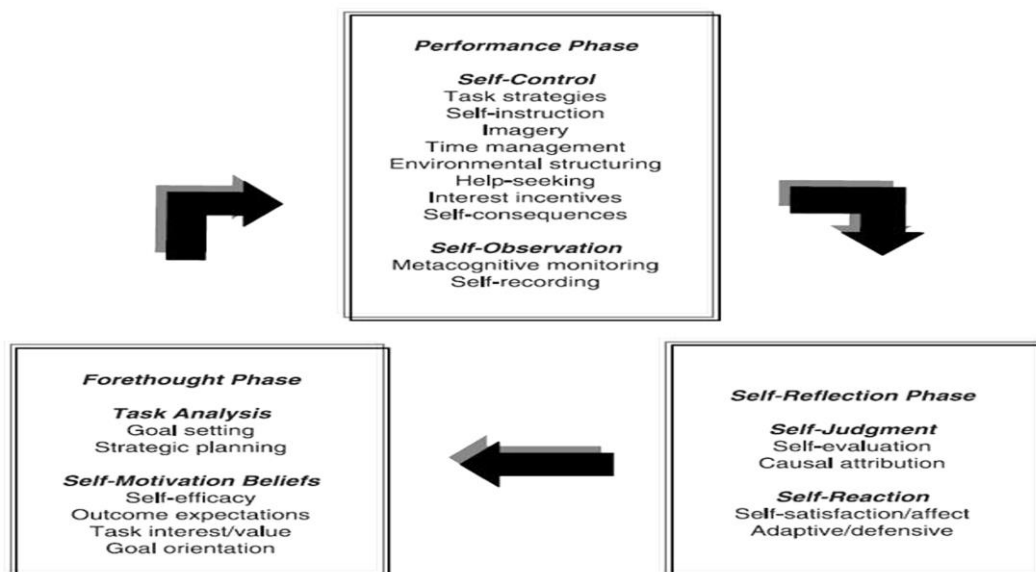 Performance Phase
Self-Control
Task strategies
Self-instruction
Imagery
Time management
Environmental structuring
Help-seeking
Interest incentives
Self-consequences
Self-Observation
Metacognitive monitoring
Self-recording
Forethought Phase
Task Analysis
Goal setting
Strategic planning
Self-Motivation Beliefs
Self-efficacy
Outcome expectations
Task interest/value
Goal orientation
Self-Reflection Phase
Self-Judgment
Self-evaluation
Causal attribution
Self-Reaction
Self-satisfaction/affect
Adaptive/defensive